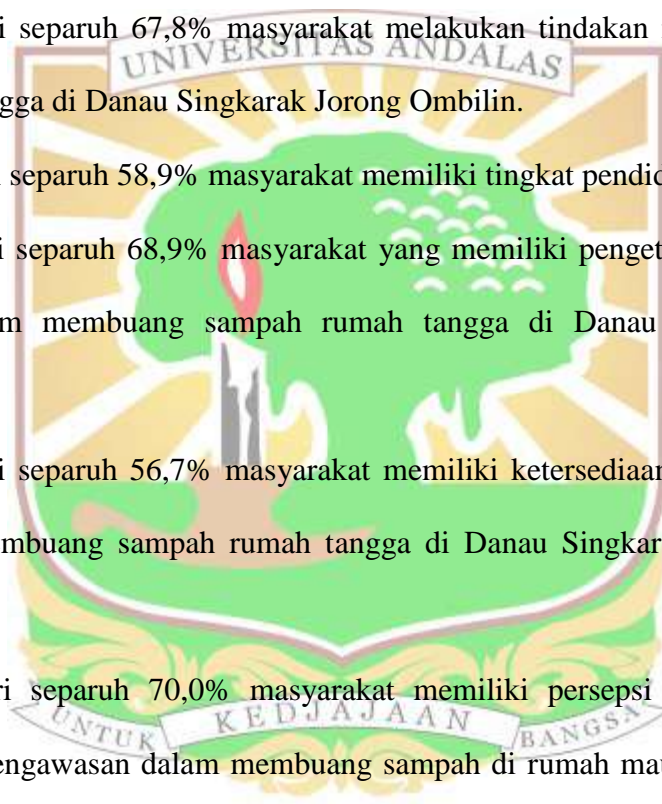 i separuh 67,8% masyarakat melakukan tindakan
UNIVERSITAS ANDALAS
gga di Danau Singkarak Jorong Ombilin.
i separuh 58,9% masyarakat memiliki tingkat pendid
i separuh 68,9% masyarakat yang memiliki penget
m membuang sampah rumah tangga di Danau
i separuh 56,7% masyarakat memiliki ketersediaan
mbuang sampah rumah tangga di Danau Singkar
ri separuh 70,0% masyarakat memiliki persepsi
UNTUK KEDJAJAAN BANGSA
engawasan dalam membuang sampah di rumah mau